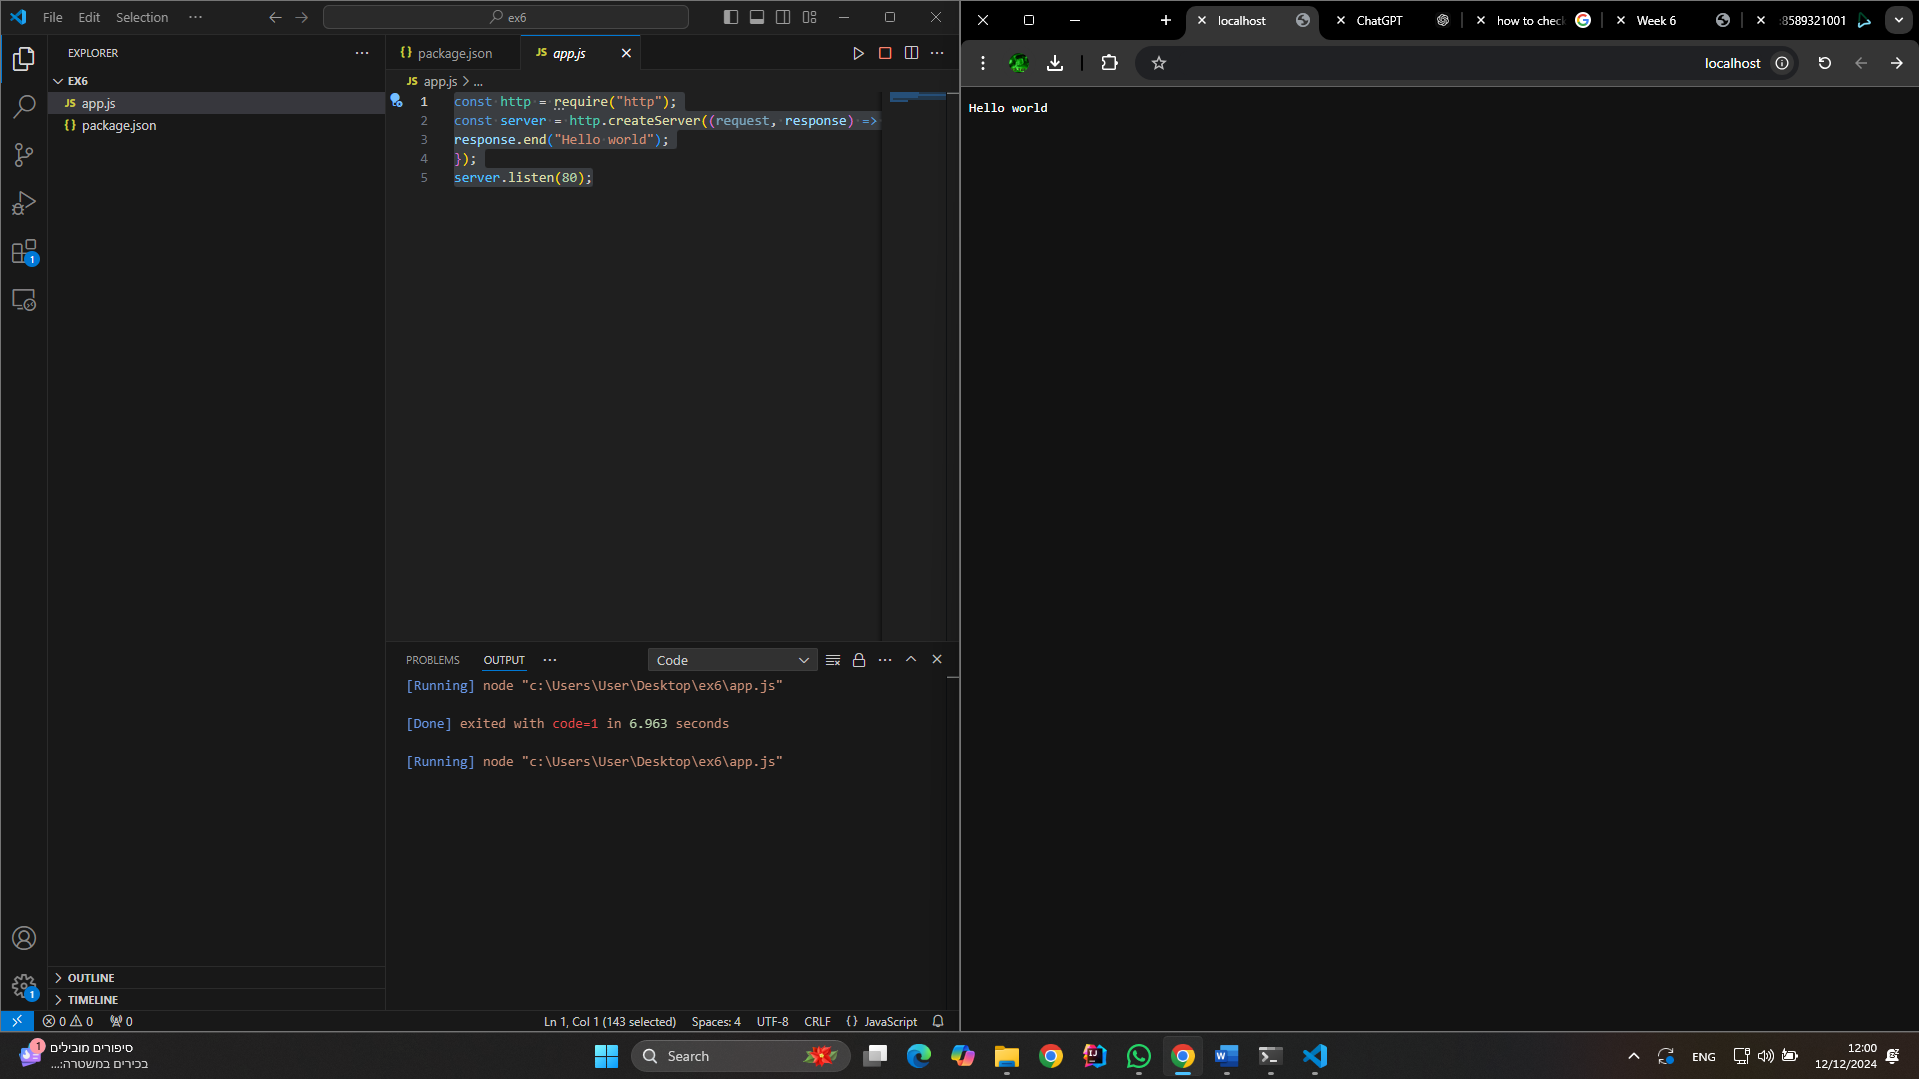 File Edit Selection ···
ex6
EXPLORER
EX6
JS app.js
{} package.json
OUTLINE
TIMELINE
{} package.json
JS app.js
JS app.js > ...
1 const http = require("http");
2 const server = http.createServer((request, response) =>
3 response.end("Hello world");
4 });
5 server.listen(80);
PROBLEMS OUTPUT ···
Code
[Running] node "c:\Users\User\Desktop\ex6\app.js"
[Done] exited with code=1 in 6.963 seconds
[Running] node "c:\Users\User\Desktop\ex6\app.js"
0 0 0
Ln 1, Col 1 (143 selected) Spaces: 4 UTF-8 CRLF {} JavaScript
localhost ChatGPT how to chec Week 6 8589321001
localhost
Hello world
1
1
1
סיפורים מובילים
בכירים במשטרה:...
Search
ENG
12:00
12/12/2024